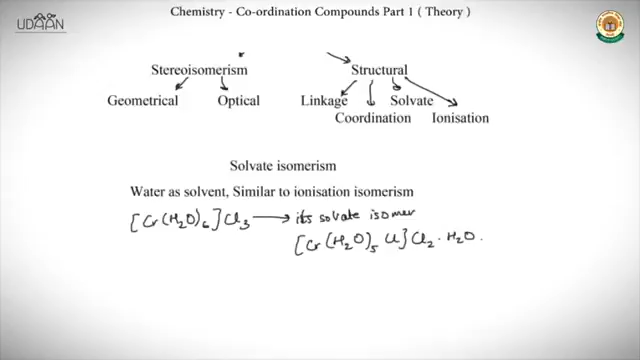 Chemistry - Co-ordination Compounds Part 1 ( Theory )
UDAAN
Stereoisomerism
Structural
Geometrical
Optical
Linkage
Solvate
Coordination
Ionisation
Solvate isomerism
Water as solvent, Similar to ionisation isomerism
[Cr(H₂O)₆]Cl₃ → its solvate isomer
[Cr(H₂O)₅ Cl]Cl₂·H₂O.